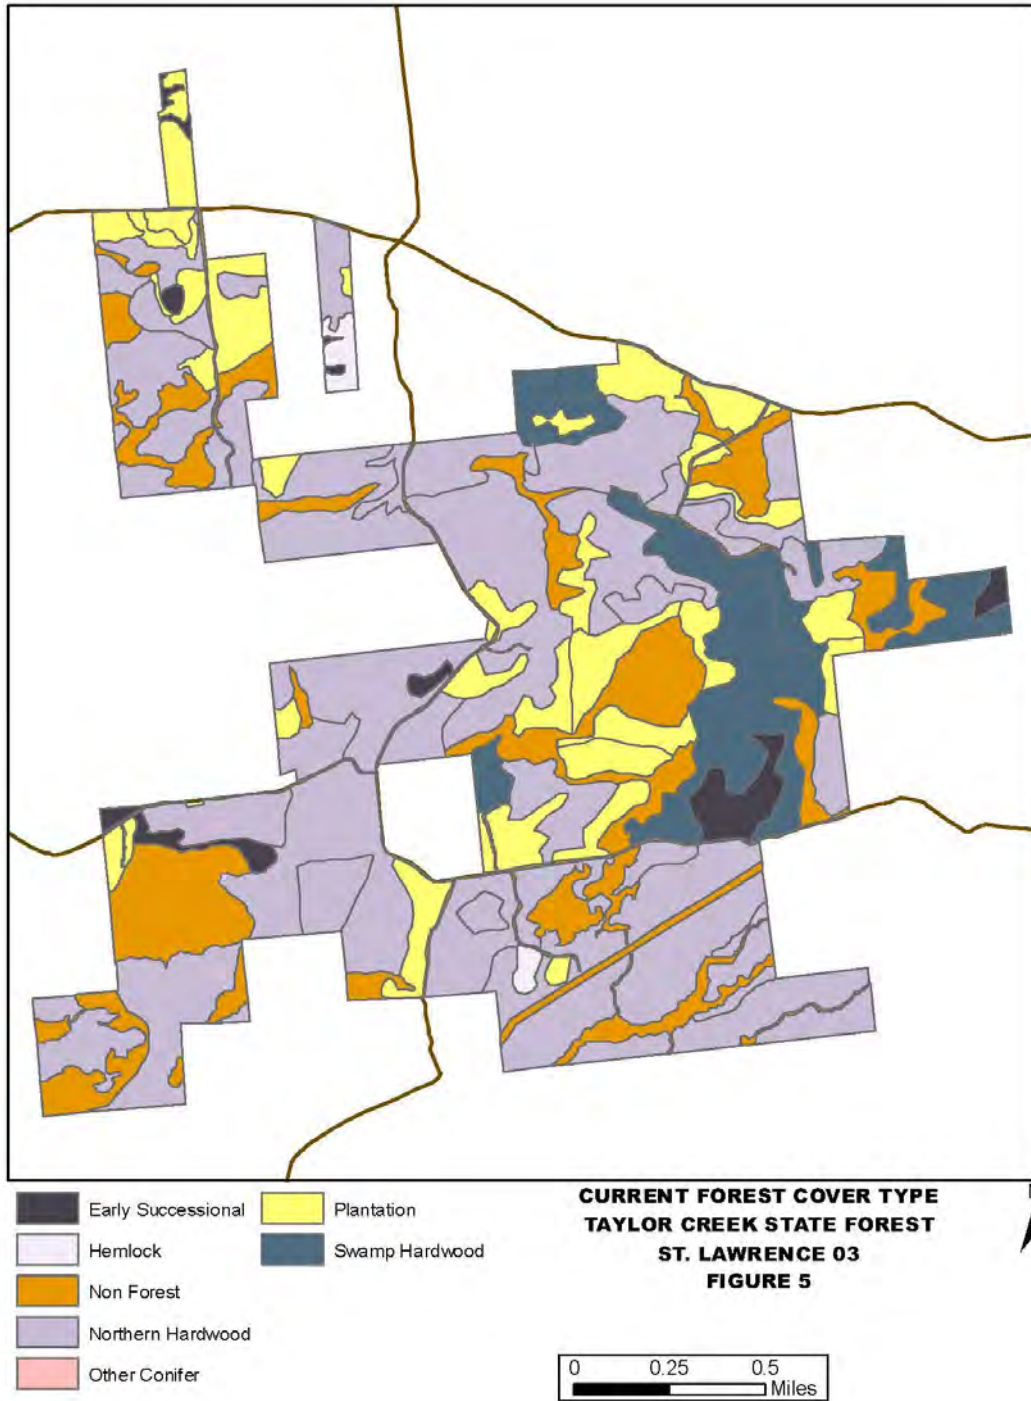 Early Successional
Hemlock
Non Forest
Northern Hardwood
Other Conifer
Plantation
Swamp Hardwood
CURRENT FOREST COVER TYPE
TAYLOR CREEK STATE FOREST
ST. LAWRENCE 03
FIGURE 5
0 0.25 0.5
Miles